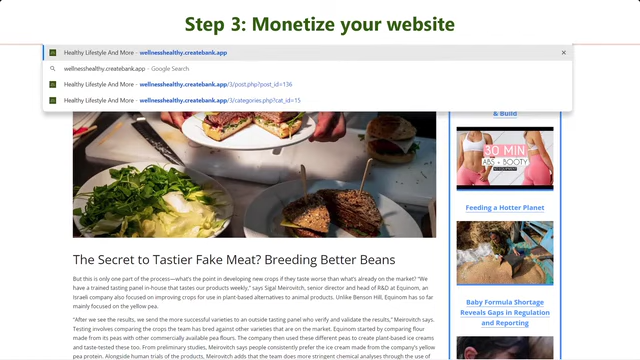 Step 3: Monetize your website
Healthy Lifestyle And More - wellnesshealthy.createbank.app
wellnesshealthy.createbank.app - Google Search
Healthy Lifestyle And More - wellnesshealthy.createbank.app/3/post.php?post_id=136
Healthy Lifestyle And More - wellnesshealthy.createbank.app/3/categories.php?cat_id=15
& Build
30 MIN
ABS + BOOTY
Feeding a Hotter Planet
The Secret to Tastier Fake Meat? Breeding Better Beans
But this is only one part of the process—what's the point in developing new crops if they taste worse than what's already on the market? "We
have a trained tasting panel in-house that tastes our products weekly," says Sigal Meirovitch, senior director and head of R&D at Equinom, an
Israeli company also focused on improving crops for use in plant-based alternatives to animal products. Unlike Benson Hill, Equinom has so far
mainly focused on the yellow pea.
"After we see the results, we send the more successful varieties to an outside tasting panel who verify and validate the results," Meirovitch says.
Testing involves comparing the crops the team has bred against other varieties that are on the market. Equinom started by comparing flour
made from its peas with other commercially available pea flours. The company then used these different peas to create plant-based ice creams
and taste-tested those too. From preliminary studies, Meirovitch says people consistently prefer the ice cream made from the company's yellow
pea protein. Alongside human trials of the products, Meirovitch adds that the team does more stringent chemical analyses through the use of
Baby Formula Shortage
Reveals Gaps in Regulation
and Reporting